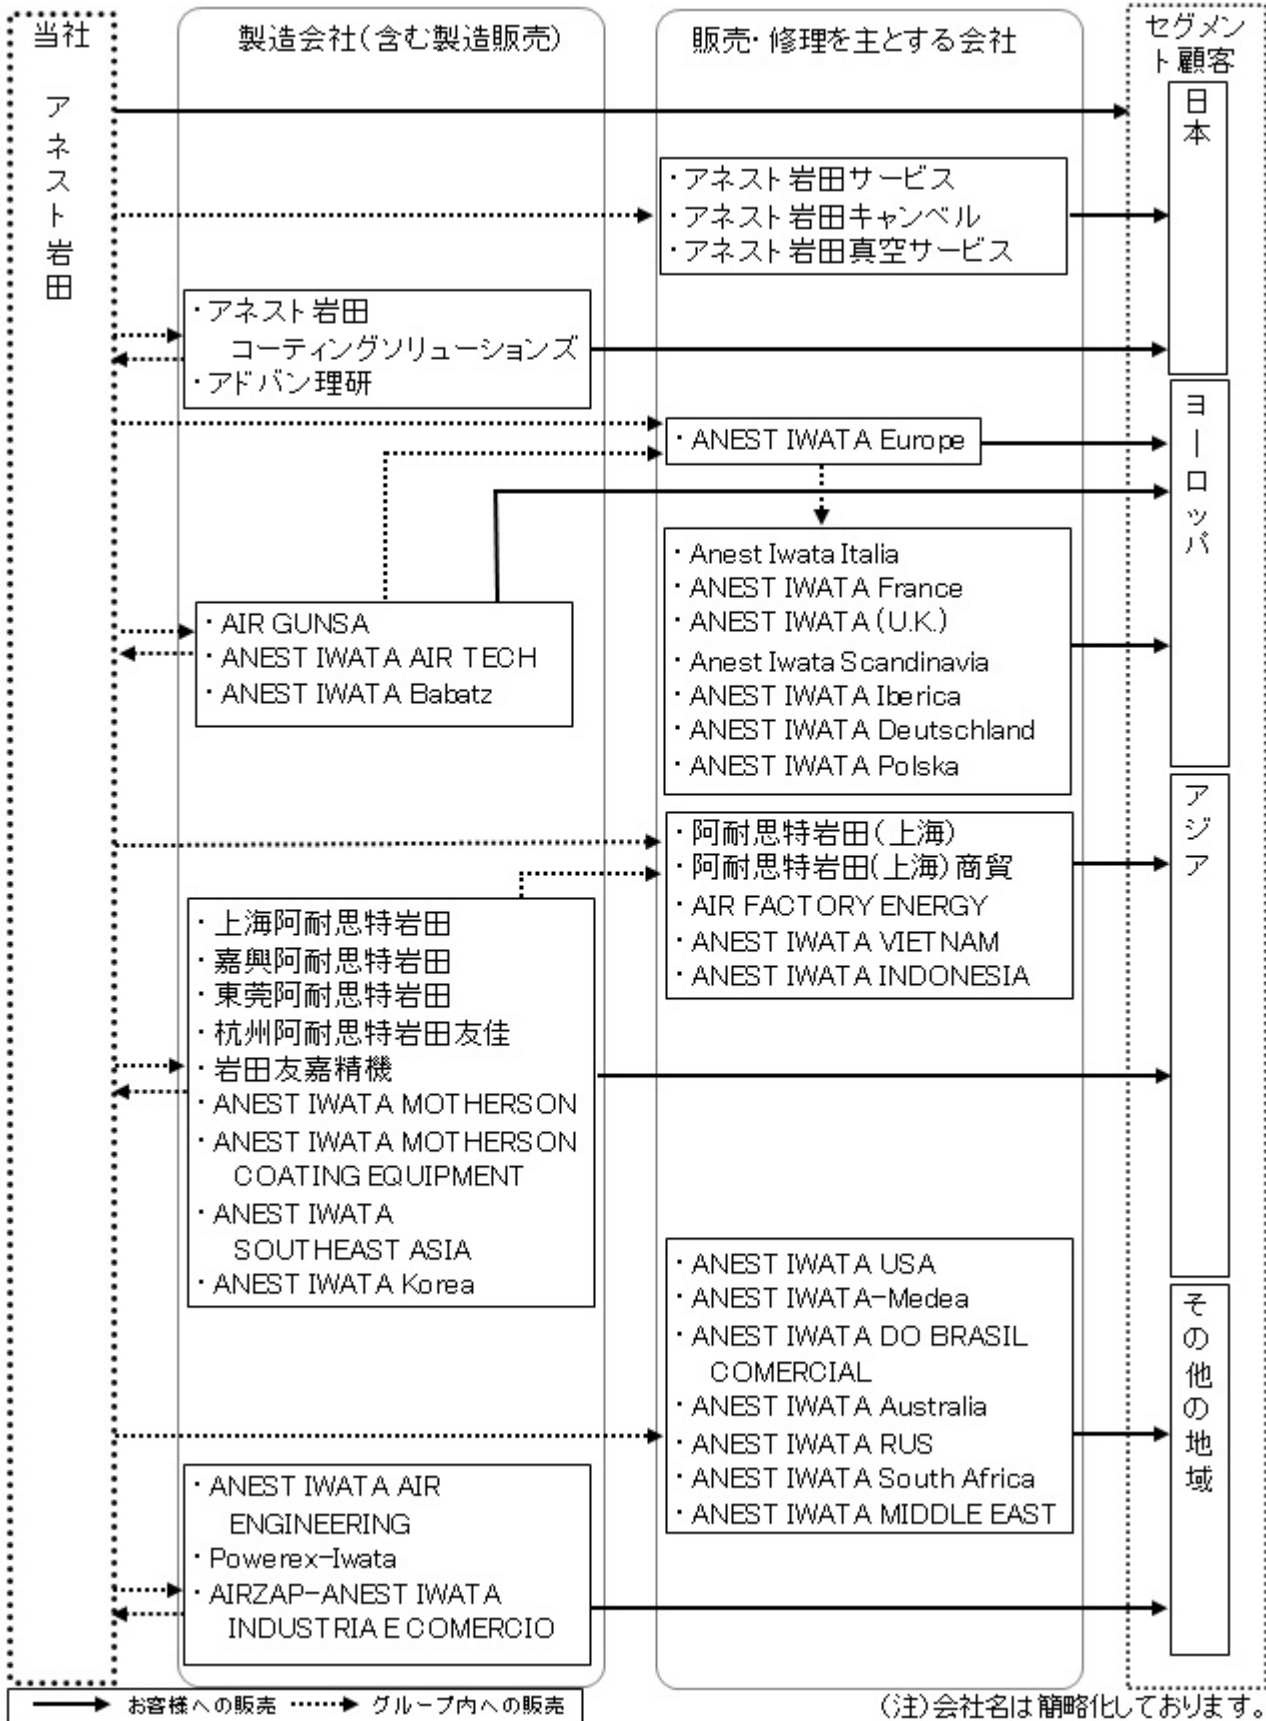 当社
アネスト岩田
製造会社(含む製造販売)
販売・修理を主とする会社
セグメン
ト顧客
日本
・アネスト岩田サービス
・アネスト岩田キャンベル
・アネスト岩田真空サービス
・アネスト岩田
コーティングソリューションズ
・アドバン理研
ヨーロッパ
・ANEST IWATA Europe
・Anest Iwata Italia
・ANEST IWATA France
・ANEST IWATA (U.K.)
・Anest Iwata Scandinavia
・ANEST IWATA Iberica
・ANEST IWATA Deutschland
・ANEST IWATA Polska
・AIR GUNSA
・ANEST IWATA AIR TECH
・ANEST IWATA Babatz
アジア
・阿耐思特岩田(上海)
・阿耐思特岩田(上海)商貿
・AIR FACTORY ENERGY
・ANEST IWATA VIETNAM
・ANEST IWATA INDONESIA
・上海阿耐思特岩田
・嘉興阿耐思特岩田
・東莞阿耐思特岩田
・杭州阿耐思特岩田友佳
・岩田友嘉精機
・ANEST IWATA MOTHERSON
・ANEST IWATA MOTHERSON
COATING EQUIPMENT
・ANEST IWATA
SOUTHEAST ASIA
・ANEST IWATA Korea
その他の地域
・ANEST IWATA USA
・ANEST IWATA-Medea
・ANEST IWATA DO BRASIL
COMERCIAL
・ANEST IWATA Australia
・ANEST IWATA RUS
・ANEST IWATA South Africa
・ANEST IWATA MIDDLE EAST
・ANEST IWATA AIR
ENGINEERING
・Powerex-Iwata
・AIRZAP-ANEST IWATA
INDUSTRIA E COMERCIO
お客様への販売 グループ内への販売
(注)会社名は簡略化しております。